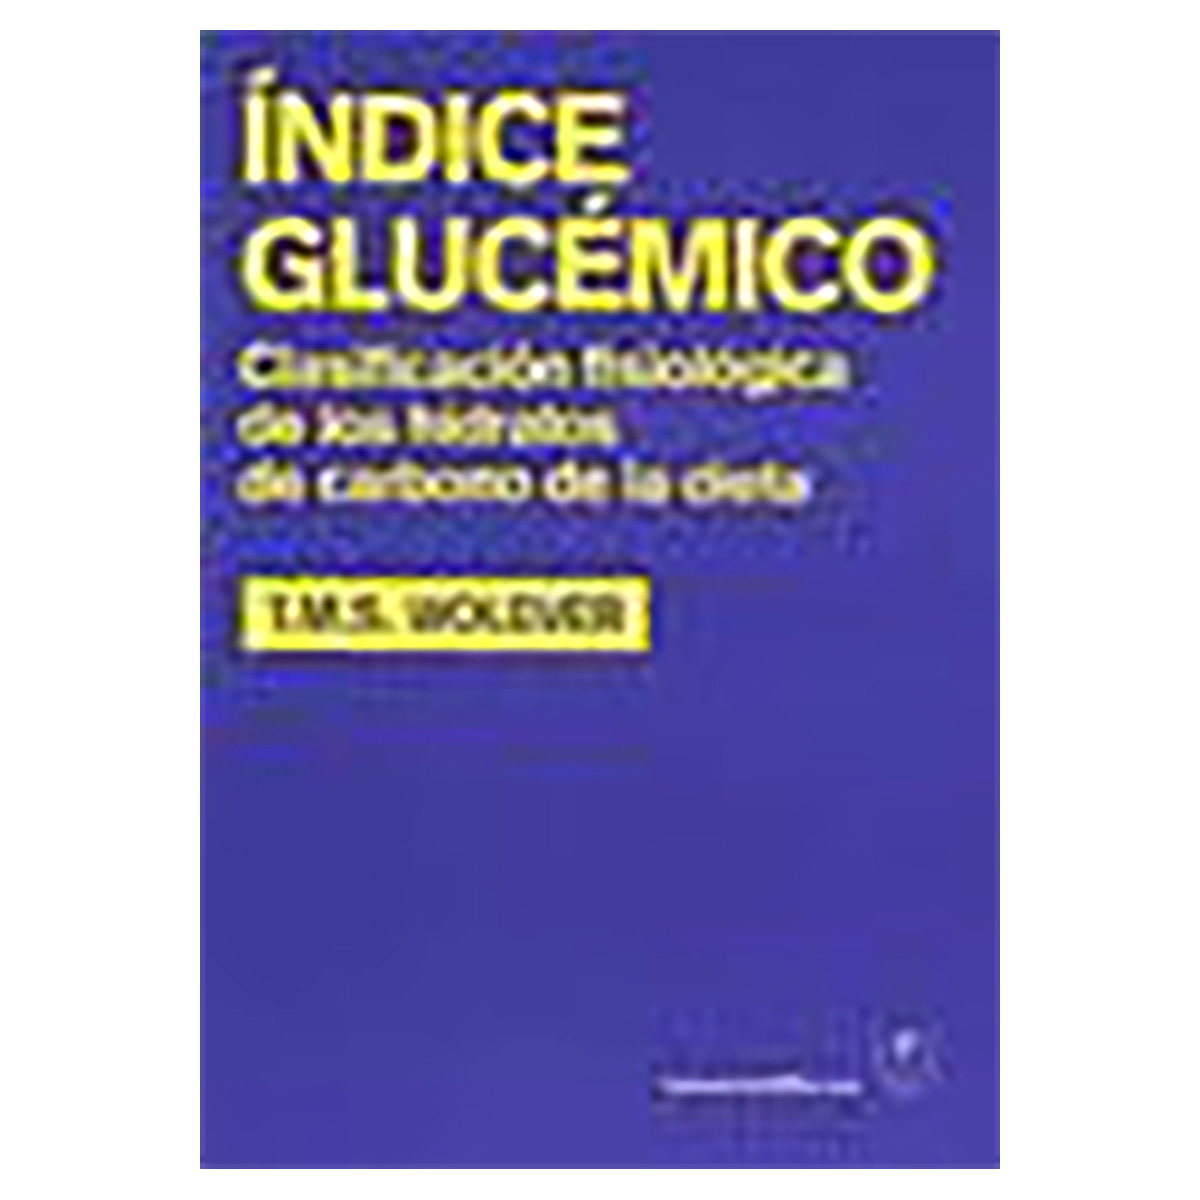 ÍNDICE
GLUCÉMICO
Clasificación fisiológica
de los hidratos
de carbono de la dieta
T.M.S. WOLEVER